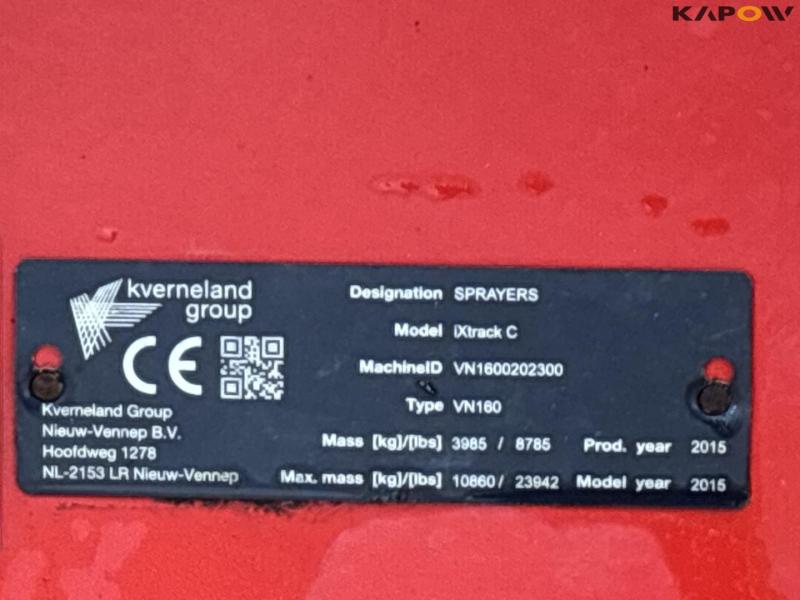 KAPOW
kverneland
group
CE
Kverneland Group
Nieuw-Vennep B.V.
Hoofdweg 1278
NL-2153 LR Nieuw-Vennep
Designation SPRAYERS
Model iXtrack C
MachineID VN1600202300
Type VN160
Mass [kg]/[lbs] 3985 / 8785 Prod. year 2015
Max. mass [kg]/[lbs] 10860 / 23942 Model year 2015